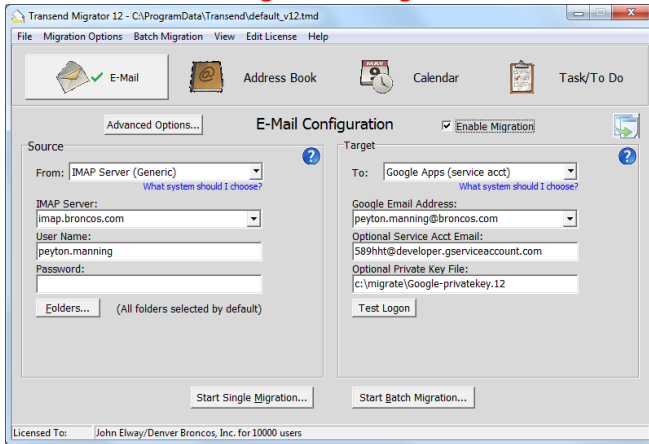 Transend Migrator 12 - C:\ProgramData\Transend\default_v12.tmd
File Migration Options Batch Migration View Edit License Help
E-Mail Address Book Calendar Task/To Do
MAY
Advanced Options... E-Mail Configuration Enable Migration
Source
From: IMAP Server (Generic)
What system should I choose?
IMAP Server:
imap.broncos.com
User Name:
peyton.manning
Password:
Folders... (All folders selected by default)
Start Single Migration...
Target
To: Google Apps (service acct)
What system should I choose?
Google Email Address:
peyton.manning@broncos.com
Optional Service Acct Email:
589hht@developer.gserviceaccount.com
Optional Private Key File:
c:\migrate\Google-privatekey.12
Test Logon
Start Batch Migration...
Licensed To: John Elway/Denver Broncos, Inc. for 10000 users